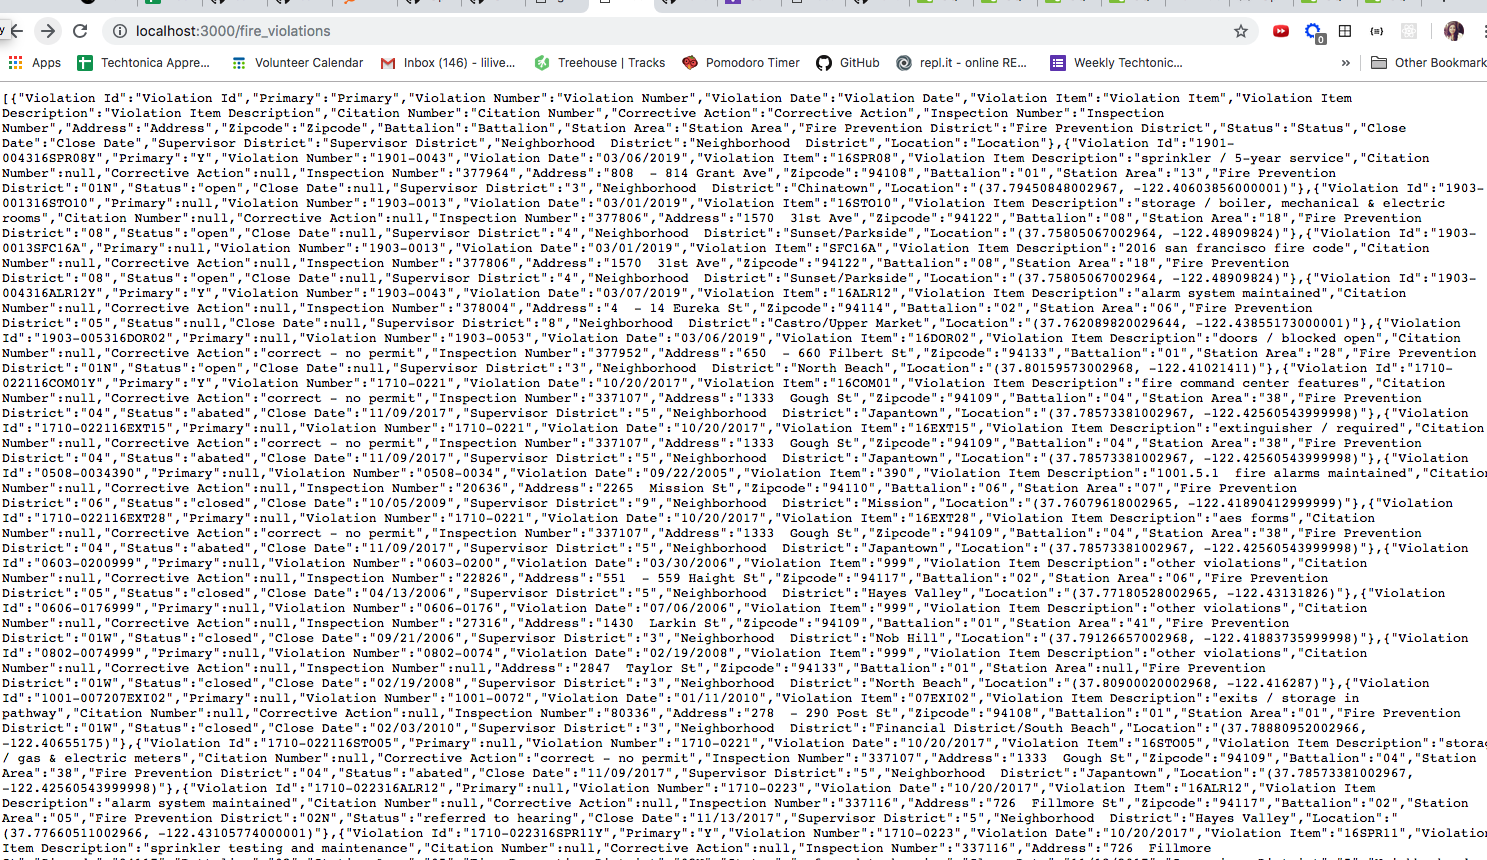 localhost:3000/fire_violations
0
Apps Techtonica Appre... Volunteer Calendar Inbox (146) - lilive... Treehouse | Tracks Pomodoro Timer GitHub repl.it - online RE... Weekly Techtonic... » Other Bookmark
[{"Violation Id":"Violation Id","Primary":"Primary","Violation Number":"Violation Number","Violation Date":"Violation Date","Violation Item":"Violation Item","Violation Item
Description":"Violation Item Description","Citation Number":"Citation Number","Corrective Action":"Corrective Action","Inspection Number":"Inspection
Number","Address":"Address","Zipcode":"Zipcode","Battalion":"Battalion","Station Area":"Station Area","Fire Prevention District":"Fire Prevention District","Status":"Status","Close
Date":"Close Date","Supervisor District":"Supervisor District","Neighborhood  District":"Neighborhood  District","Location":"Location"},{"Violation Id":"1901-
004316SPR08Y","Primary":"Y","Violation Number":"1901-0043","Violation Date":"03/06/2019","Violation Item":"16SPR08","Violation Item Description":"sprinkler / 5-year service","Citation
Number":null,"Corrective Action":null,"Inspection Number":"377964","Address":"808  - 814 Grant Ave","Zipcode":"94108","Battalion":"01","Station Area":"13","Fire Prevention
District":"01N","Status":"open","Close Date":null,"Supervisor District":"3","Neighborhood  District":"Chinatown","Location":"(37.79450848002967, -122.40603856000001)"},{"Violation Id":"1903-
001316STO10","Primary":null,"Violation Number":"1903-0013","Violation Date":"03/01/2019","Violation Item":"16STO10","Violation Item Description":"storage / boiler, mechanical & electric
rooms","Citation Number":null,"Corrective Action":null,"Inspection Number":"377806","Address":"1570  31st Ave","Zipcode":"94122","Battalion":"08","Station Area":"18","Fire Prevention
District":"08","Status":"open","Close Date":null,"Supervisor District":"4","Neighborhood  District":"Sunset/Parkside","Location":"(37.75805067002964, -122.48909824)"},{"Violation Id":"1903-
0013SFC16A","Primary":null,"Violation Number":"1903-0013","Violation Date":"03/01/2019","Violation Item":"SFC16A","Violation Item Description":"2016 san francisco fire code","Citation
Number":null,"Corrective Action":null,"Inspection Number":"377806","Address":"1570  31st Ave","Zipcode":"94122","Battalion":"08","Station Area":"18","Fire Prevention
District":"08","Status":"open","Close Date":null,"Supervisor District":"4","Neighborhood  District":"Sunset/Parkside","Location":"(37.75805067002964, -122.48909824)"},{"Violation Id":"1903-
004316ALR12Y","Primary":"Y","Violation Number":"1903-0043","Violation Date":"03/07/2019","Violation Item":"16ALR12","Violation Item Description":"alarm system maintained","Citation
Number":null,"Corrective Action":null,"Inspection Number":"378004","Address":"4  - 14 Eureka St","Zipcode":"94114","Battalion":"02","Station Area":"06","Fire Prevention
District":"05","Status":null,"Close Date":null,"Supervisor District":"8","Neighborhood  District":"Castro/Upper Market","Location":"(37.762089820029644, -122.43855173000001)"},{"Violation
Id":"1903-005316DOR02","Primary":null,"Violation Number":"1903-0053","Violation Date":"03/06/2019","Violation Item":"16DOR02","Violation Item Description":"doors / blocked open","Citation
Number":null,"Corrective Action":"correct - no permit","Inspection Number":"377952","Address":"650  - 660 Filbert St","Zipcode":"94133","Battalion":"01","Station Area":"28","Fire Prevention
District":"01N","Status":"open","Close Date":null,"Supervisor District":"3","Neighborhood  District":"North Beach","Location":"(37.80159573002968, -122.41021411)"},{"Violation Id":"1710-
022116COM01Y","Primary":"Y","Violation Number":"1710-0221","Violation Date":"10/20/2017","Violation Item":"16COM01","Violation Item Description":"fire command center features","Citation
Number":null,"Corrective Action":"correct - no permit","Inspection Number":"337107","Address":"1333  Gough St","Zipcode":"94109","Battalion":"04","Station Area":"38","Fire Prevention
District":"04","Status":"abated","Close Date":"11/09/2017","Supervisor District":"5","Neighborhood  District":"Japantown","Location":"(37.78573381002967, -122.42560543999998)"},{"Violation
Id":"1710-022116EXT15","Primary":null,"Violation Number":"1710-0221","Violation Date":"10/20/2017","Violation Item":"16EXT15","Violation Item Description":"extinguisher / required","Citation
Number":null,"Corrective Action":"correct - no permit","Inspection Number":"337107","Address":"1333  Gough St","Zipcode":"94109","Battalion":"04","Station Area":"38","Fire Prevention
District":"04","Status":"abated","Close Date":"11/09/2017","Supervisor District":"5","Neighborhood  District":"Japantown","Location":"(37.78573381002967, -122.42560543999998)"},{"Violation
Id":"0508-0034390","Primary":null,"Violation Number":"0508-0034","Violation Date":"09/22/2005","Violation Item":"390","Violation Item Description":"1001.5.1  fire alarms maintained","Citation
Number":null,"Corrective Action":null,"Inspection Number":"20636","Address":"2265  Mission St","Zipcode":"94110","Battalion":"06","Station Area":"07","Fire Prevention
District":"06","Status":"closed","Close Date":"10/05/2009","Supervisor District":"9","Neighborhood  District":"Mission","Location":"(37.76079618002965, -122.41890412999999)"},{"Violation
Id":"1710-022116EXT28","Primary":null,"Violation Number":"1710-0221","Violation Date":"10/20/2017","Violation Item":"16EXT28","Violation Item Description":"aes forms","Citation
Number":null,"Corrective Action":"correct - no permit","Inspection Number":"337107","Address":"1333  Gough St","Zipcode":"94109","Battalion":"04","Station Area":"38","Fire Prevention
District":"04","Status":"abated","Close Date":"11/09/2017","Supervisor District":"5","Neighborhood  District":"Japantown","Location":"(37.78573381002967, -122.42560543999998)"},{"Violation
Id":"0603-0200999","Primary":null,"Violation Number":"0603-0200","Violation Date":"03/30/2006","Violation Item":"999","Violation Item Description":"other violations","Citation
Number":null,"Corrective Action":null,"Inspection Number":"22826","Address":"551  - 559 Haight St","Zipcode":"94117","Battalion":"02","Station Area":"06","Fire Prevention
District":"05","Status":"closed","Close Date":"04/13/2006","Supervisor District":"5","Neighborhood  District":"Hayes Valley","Location":"(37.77180528002965, -122.43131826)"},{"Violation
Id":"0606-0176999","Primary":null,"Violation Number":"0606-0176","Violation Date":"07/06/2006","Violation Item":"999","Violation Item Description":"other violations","Citation
Number":null,"Corrective Action":null,"Inspection Number":"27316","Address":"1430  Larkin St","Zipcode":"94109","Battalion":"01","Station Area":"41","Fire Prevention
District":"01W","Status":"closed","Close Date":"09/21/2006","Supervisor District":"3","Neighborhood  District":"Nob Hill","Location":"(37.79126657002968, -122.41883735999998)"},{"Violation
Id":"0802-0074999","Primary":null,"Violation Number":"0802-0074","Violation Date":"02/19/2008","Violation Item":"999","Violation Item Description":"other violations","Citation
Number":null,"Corrective Action":null,"Inspection Number":null,"Address":"2847  Taylor St","Zipcode":"94133","Battalion":"01","Station Area":null,"Fire Prevention
District":"01W","Status":"closed","Close Date":"02/19/2008","Supervisor District":"3","Neighborhood  District":"North Beach","Location":"(37.80900020002968, -122.416287)"},{"Violation
Id":"1001-007207EXI02","Primary":null,"Violation Number":"1001-0072","Violation Date":"01/11/2010","Violation Item":"07EXI02","Violation Item Description":"exits / storage in
pathway","Citation Number":null,"Corrective Action":null,"Inspection Number":"80336","Address":"278  - 290 Post St","Zipcode":"94108","Battalion":"01","Station Area":"01","Fire Prevention
District":"01W","Status":"closed","Close Date":"02/03/2010","Supervisor District":"3","Neighborhood  District":"Financial District/South Beach","Location":"(37.78880952002966,
-122.40655175)"},{"Violation Id":"1710-022116STO05","Primary":null,"Violation Number":"1710-0221","Violation Date":"10/20/2017","Violation Item":"16STO05","Violation Item Description":"storag
/ gas & electric meters","Citation Number":null,"Corrective Action":"correct - no permit","Inspection Number":"337107","Address":"1333  Gough St","Zipcode":"94109","Battalion":"04","Station
Area":"38","Fire Prevention District":"04","Status":"abated","Close Date":"11/09/2017","Supervisor District":"5","Neighborhood  District":"Japantown","Location":"(37.78573381002967,
-122.42560543999998)"},{"Violation Id":"1710-022316ALR12","Primary":null,"Violation Number":"1710-0223","Violation Date":"10/20/2017","Violation Item":"16ALR12","Violation Item
Description":"alarm system maintained","Citation Number":null,"Corrective Action":null,"Inspection Number":"337116","Address":"726  Fillmore St","Zipcode":"94117","Battalion":"02","Station
Area":"05","Fire Prevention District":"02N","Status":"referred to hearing","Close Date":"11/13/2017","Supervisor District":"5","Neighborhood  District":"Hayes Valley","Location":"
(37.77660511002966, -122.43105774000001)"},{"Violation Id":"1710-022316SPR11Y","Primary":"Y","Violation Number":"1710-0223","Violation Date":"10/20/2017","Violation Item":"16SPR11","Violation
Item Description":"sprinkler testing and maintenance","Citation Number":null,"Corrective Action":null,"Inspection Number":"337116","Address":"726  Fillmore